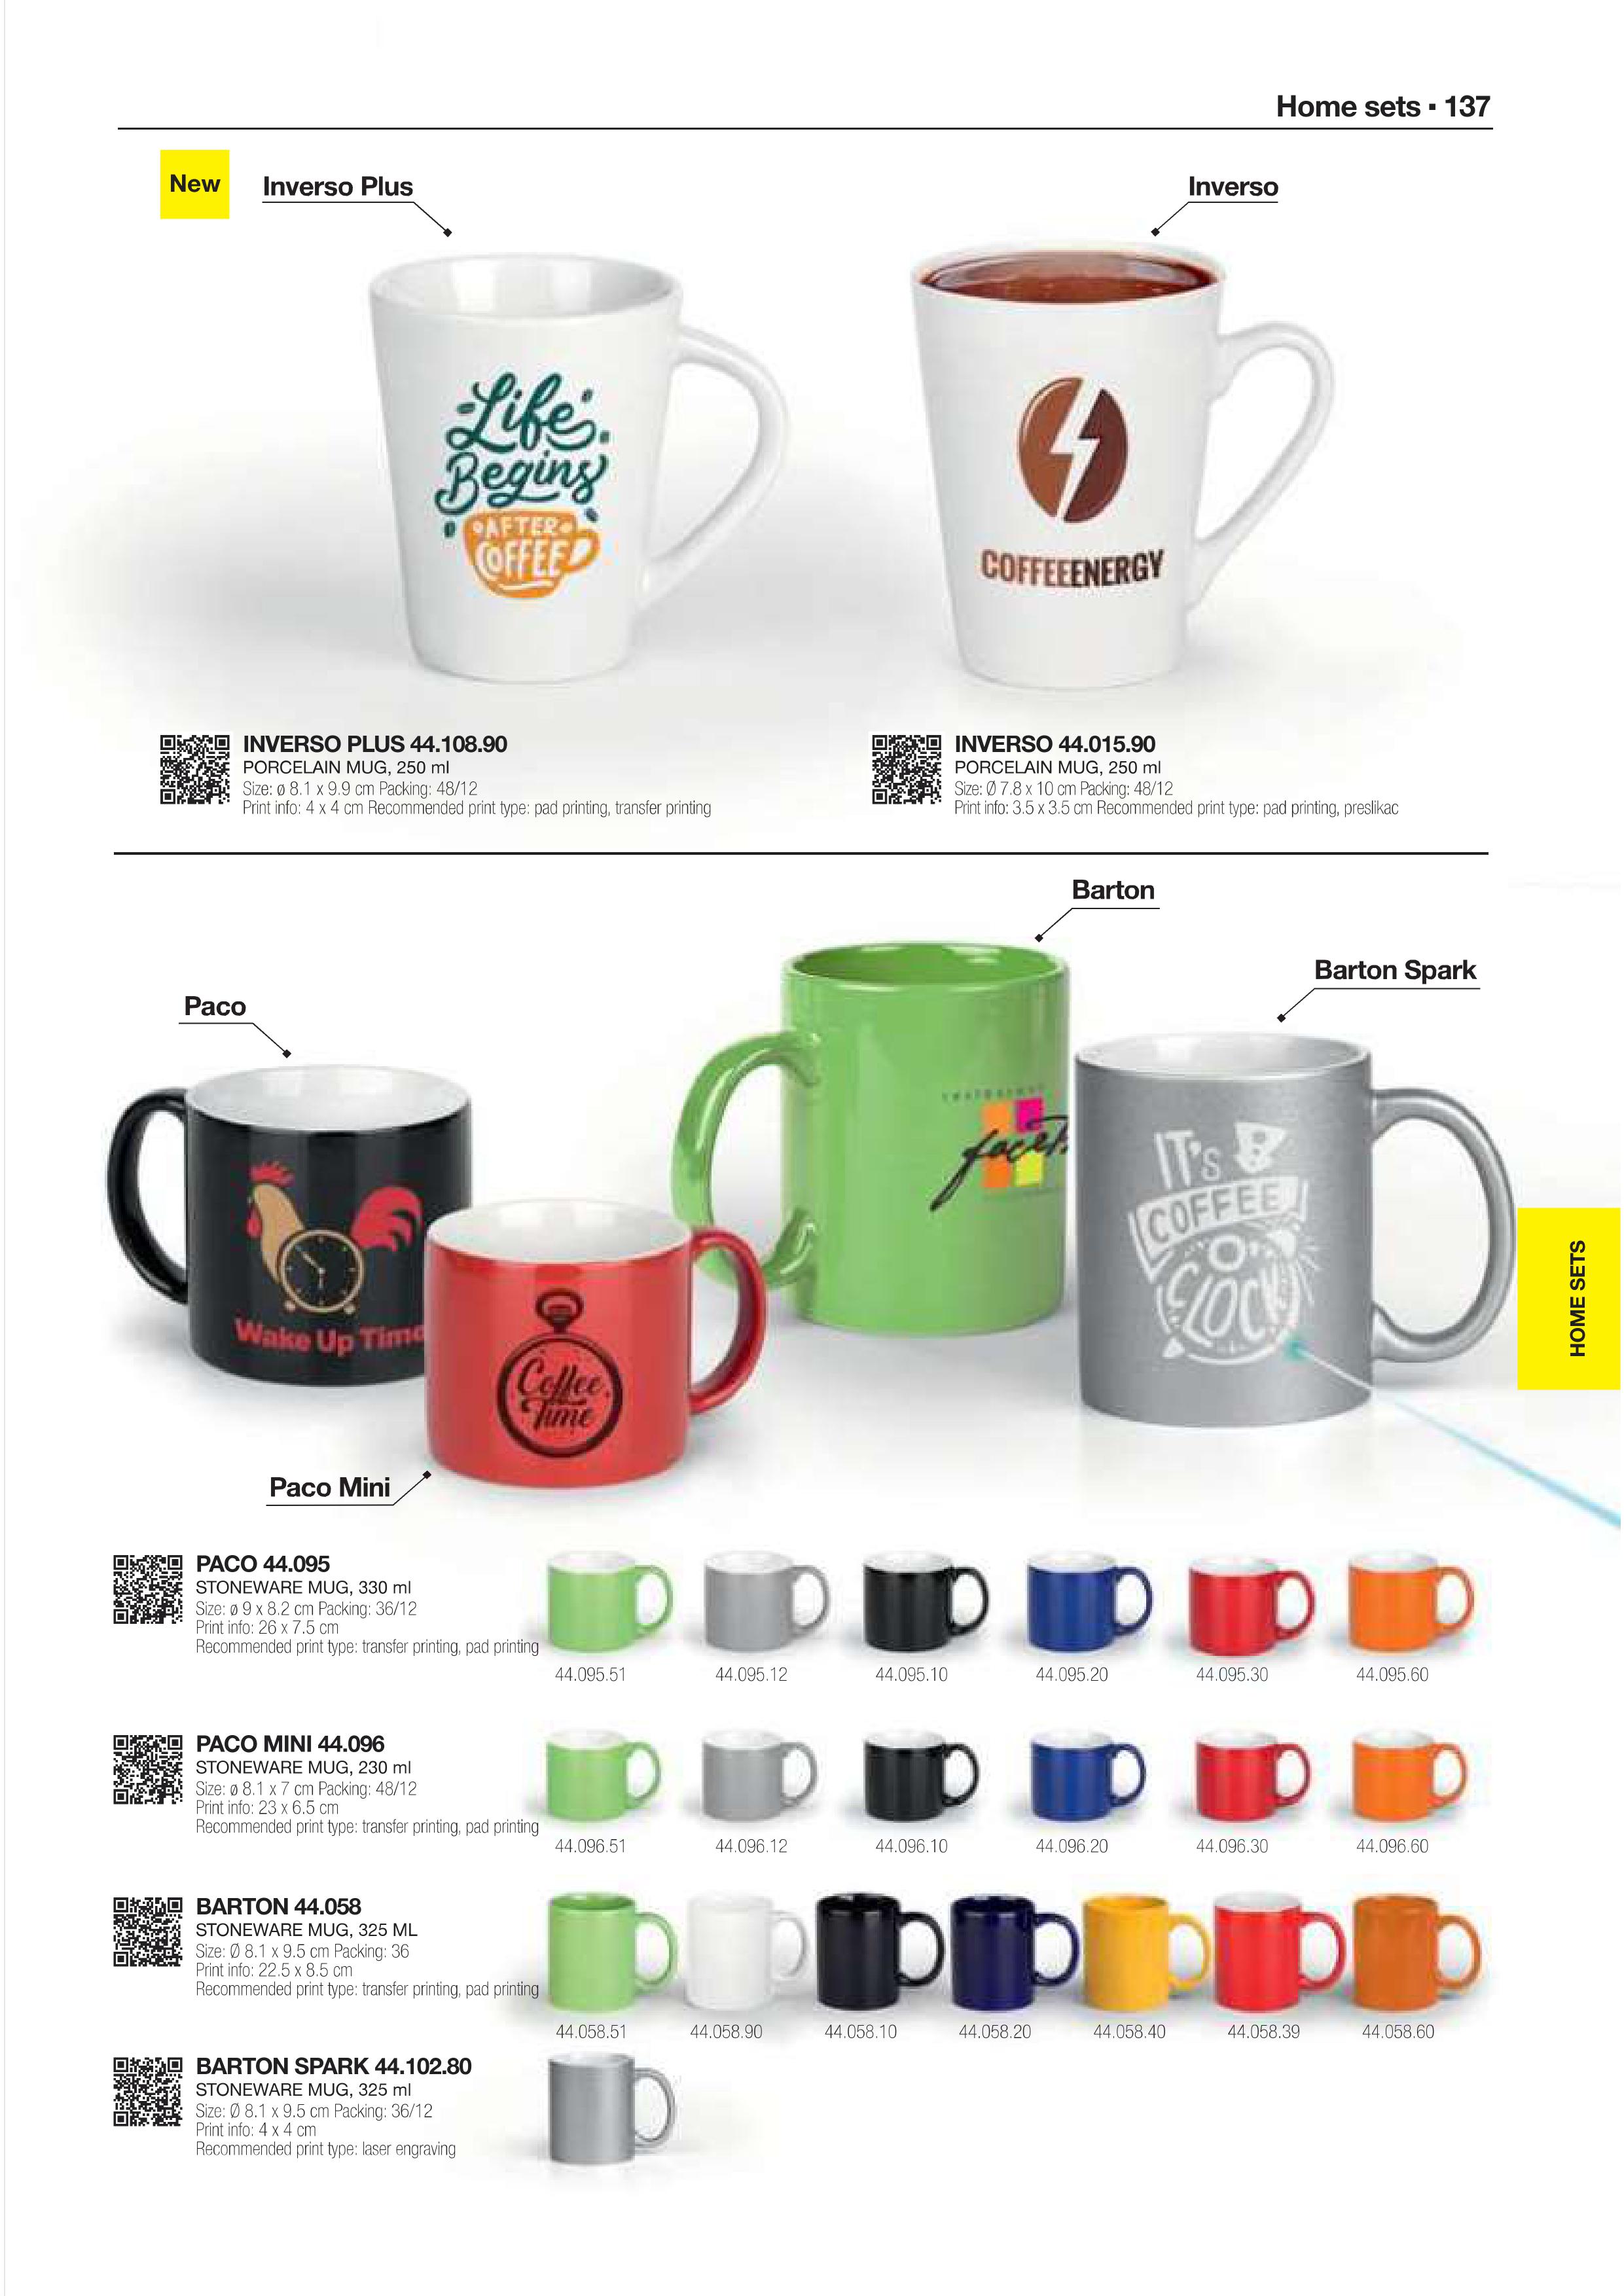 Home sets ▪ 137
New
Inverso Plus
Inverso
Life
Begins
AFTER
COFFEE
COFFEEENERGY
INVERSO PLUS 44.108.90
PORCELAIN MUG, 250 ml
Size: ø 8.1 x 9.9 cm Packing: 48/12
Print info: 4 x 4 cm Recommended print type: pad printing, transfer printing
INVERSO 44.015.90
PORCELAIN MUG, 250 ml
Size: Ø 7.8 x 10 cm Packing: 48/12
Print info: 3.5 x 3.5 cm Recommended print type: pad printing, preslikac
Barton
Barton Spark
Paco
IT'S
COFFEE
O'
CLOCK
Wake Up Time
Coffee
Time
HOME SETS
Paco Mini
PACO 44.095
STONEWARE MUG, 330 ml
Size: ø 9 x 8.2 cm Packing: 36/12
Print info: 26 x 7.5 cm
Recommended print type: transfer printing, pad printing
44.095.51
44.095.12
44.095.10
44.095.20
44.095.30
44.095.60
PACO MINI 44.096
STONEWARE MUG, 230 ml
Size: ø 8.1 x 7 cm Packing: 48/12
Print info: 23 x 6.5 cm
Recommended print type: transfer printing, pad printing
44.096.51
44.096.12
44.096.10
44.096.20
44.096.30
44.096.60
BARTON 44.058
STONEWARE MUG, 325 ML
Size: Ø 8.1 x 9.5 cm Packing: 36
Print info: 22.5 x 8.5 cm
Recommended print type: transfer printing, pad printing
44.058.51
44.058.90
44.058.10
44.058.20
44.058.40
44.058.39
44.058.60
BARTON SPARK 44.102.80
STONEWARE MUG, 325 ml
Size: Ø 8.1 x 9.5 cm Packing: 36/12
Print info: 4 x 4 cm
Recommended print type: laser engraving